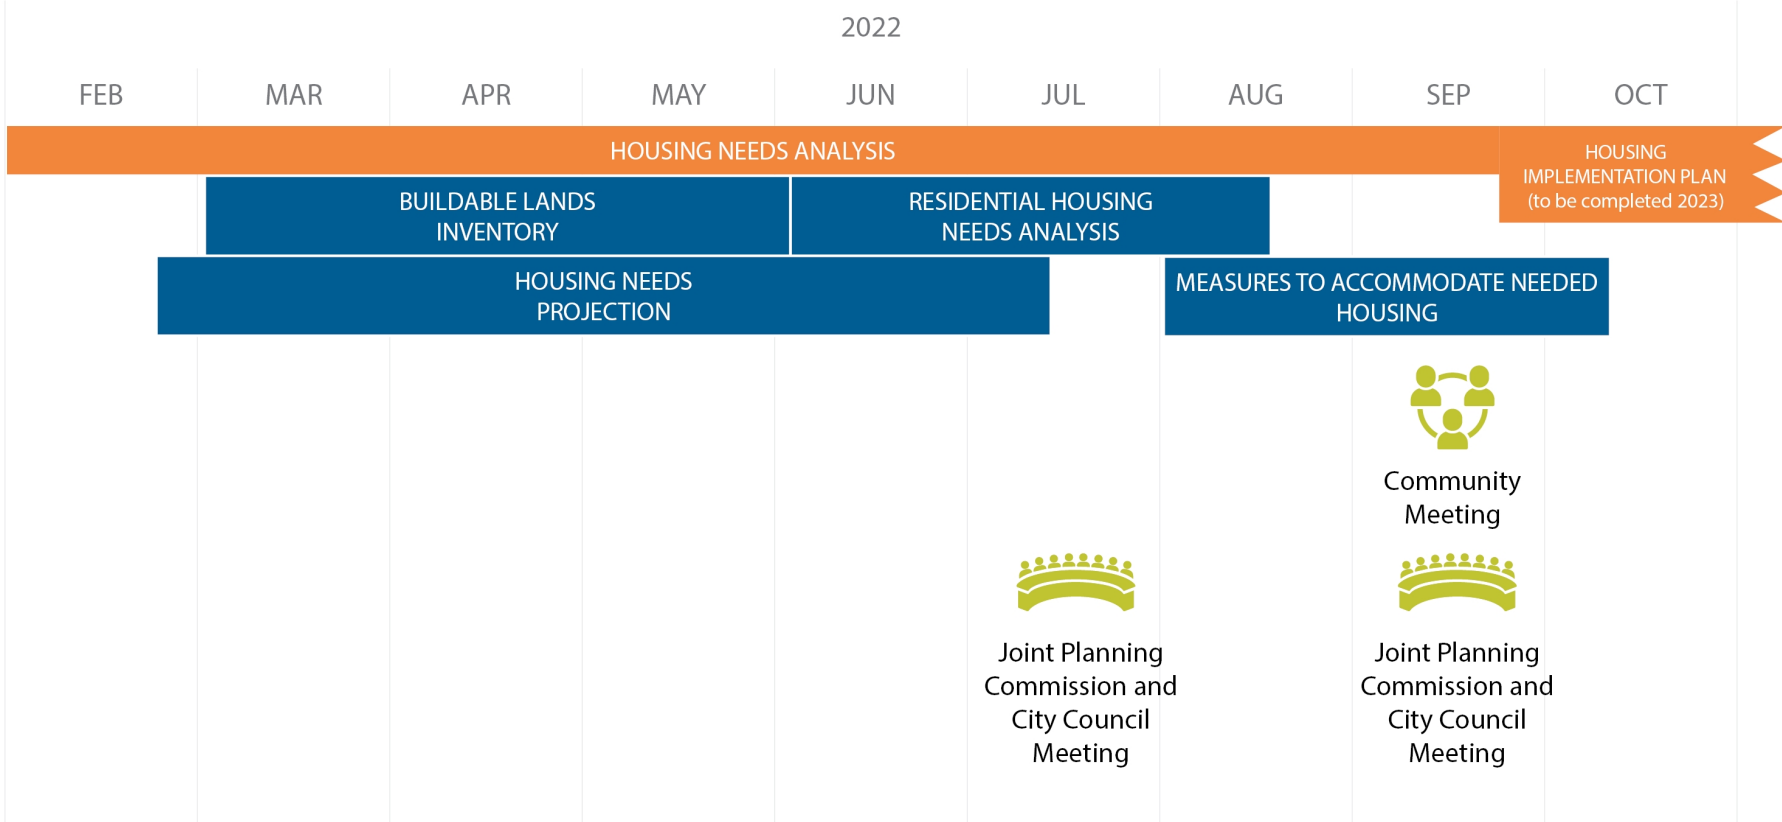 2022
FEB MAR APR MAY JUN JUL AUG SEP OCT
HOUSING NEEDS ANALYSIS
HOUSING
IMPLEMENTATION PLAN
(to be completed 2023)
BUILDABLE LANDS
INVENTORY
RESIDENTIAL HOUSING
NEEDS ANALYSIS
HOUSING NEEDS
PROJECTION
MEASURES TO ACCOMMODATE NEEDED
HOUSING
Community
Meeting
Joint Planning
Commission and
City Council
Meeting
Joint Planning
Commission and
City Council
Meeting